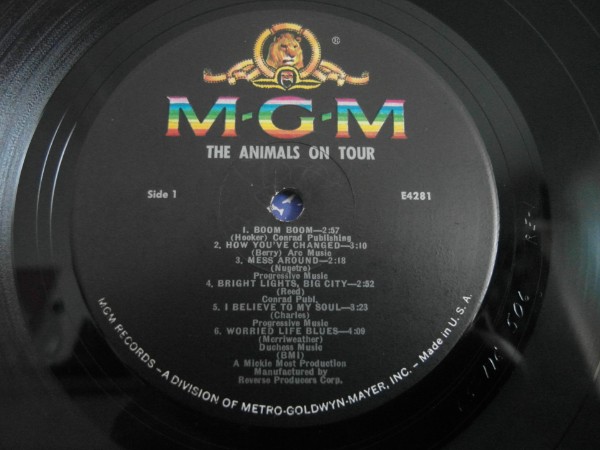 ®
M·G·M
THE ANIMALS ON TOUR
Side 1
E4281
1. BOOM BOOM—2:57
(Hooker) Conrad Publishing
2. HOW YOU'VE CHANGED—3:10
(Berry) Arc Music
3. MESS AROUND—2:18
(Nugetre)
Progressive Music
4. BRIGHT LIGHTS, BIG CITY—2:52
(Reed)
Conrad Publ.
5. I BELIEVE TO MY SOUL—3:23
(Charles)
Progressive Music
6. WORRIED LIFE BLUES—4:09
(Merriweather)
Duchess Music
(BMI)
A Mickie Most Production
Manufactured by
Reverse Producers Corp.
MGM RECORDS – A DIVISION OF METRO-GOLDWYN-MAYER, INC. – Made in U.S.A.